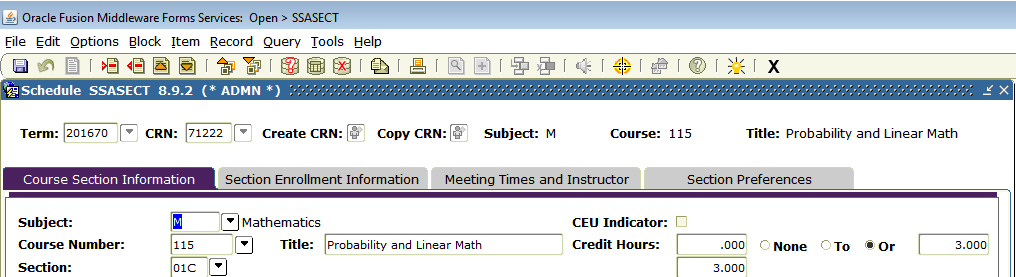 Oracle Fusion Middleware Forms Services: Open > SSASECT
File Edit Options Block Item Record Query Tools Help
X
Schedule SSASECT 8.9.2 (* ADMN *)
Term: 201670 CRN: 71222 Create CRN: Copy CRN: Subject: M Course: 115 Title: Probability and Linear Math
Course Section Information Section Enrollment Information Meeting Times and Instructor Section Preferences
Subject: M Mathematics CEU Indicator:
Course Number: 115 Title: Probability and Linear Math Credit Hours: .000 None To Or 3.000
Section: 01C 3.000